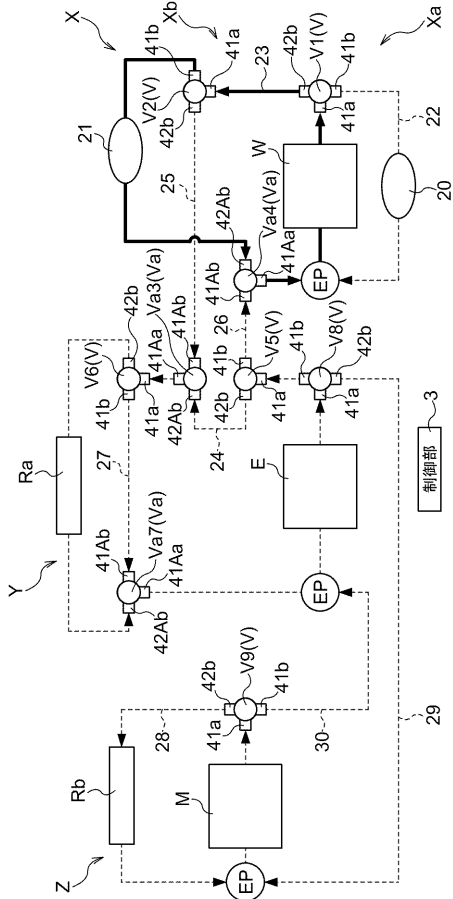 X
Xb
Xa
41b
41a
V2(V)
42b
23
42b
V1(V)
41b
41a
22
21
25
W
20
42Ab
Va4(Va)
41Aa
41Ab
EP
26
V6(V)
42b
41b
41a
Va3(Va)
41Ab
41Aa
42Ab
V5(V)
41b
42b
41a
V8(V)
41b
42b
41a
24
Ra
27
E
3
制御部
Y
41Ab
Va7(Va)
41Aa
42Ab
EP
29
42b
V9(V)
41b
41a
28
30
Rb
M
Z
EP